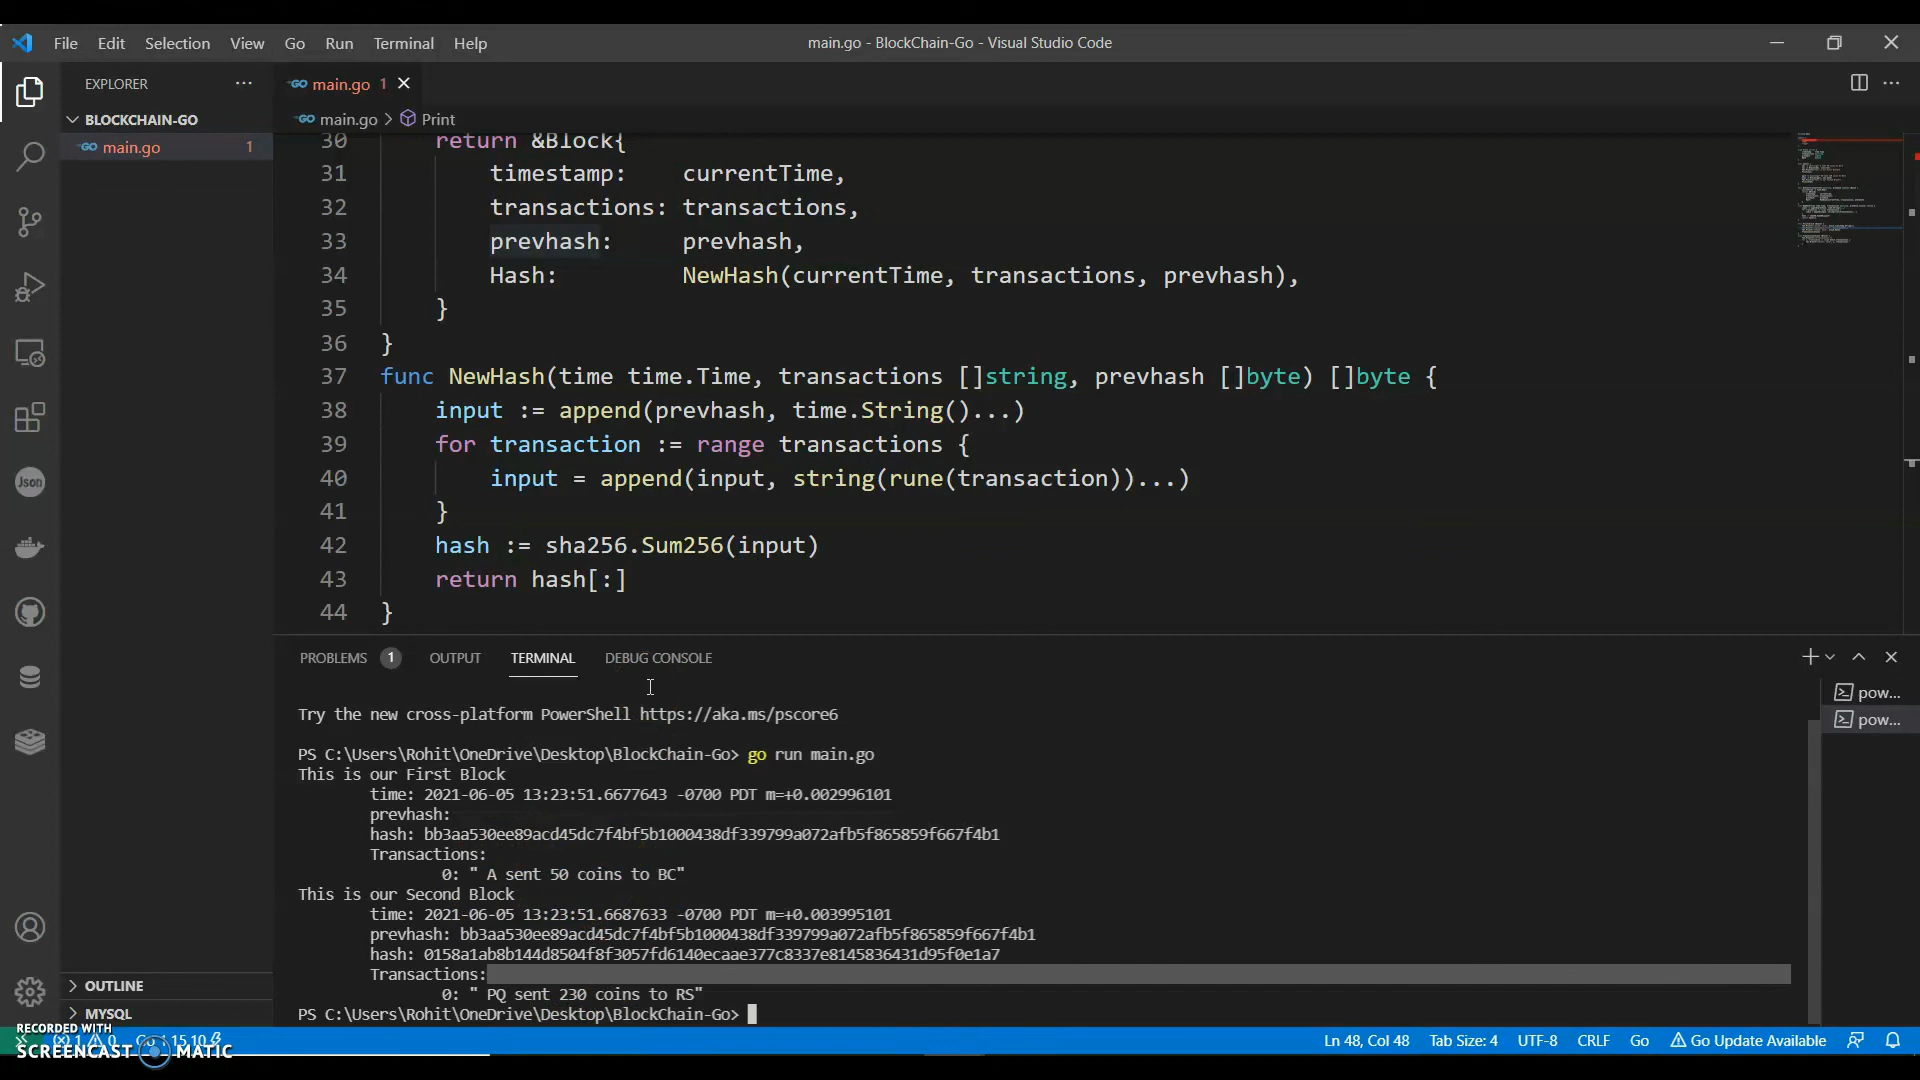 File Edit Selection View Go Run Terminal Help
main.go - BlockChain-Go - Visual Studio Code
EXPLORER
BLOCKCHAIN-GO
main.go 1
GO main.go 1
GO main.go > Print
30 return &Block{
31 timestamp: currentTime,
32 transactions: transactions,
33 prevhash: prevhash,
34 Hash: NewHash(currentTime, transactions, prevhash),
35 }
36 }
37 func NewHash(time time.Time, transactions []string, prevhash []byte) []byte {
38 input := append(prevhash, time.String()...)
39 for transaction := range transactions {
40 input = append(input, string(rune(transaction))...)
41 }
42 hash := sha256.Sum256(input)
43 return hash[:]
44 }
Json
PROBLEMS 1 OUTPUT TERMINAL DEBUG CONSOLE
pow...
pow...
Try the new cross-platform PowerShell https://aka.ms/pscore6
PS C:\Users\Rohit\OneDrive\Desktop\BlockChain-Go> go run main.go
This is our First Block
time: 2021-06-05 13:23:51.6677643 -0700 PDT m=+0.002996101
prevhash:
hash: bb3aa530ee89acd45dc7f4bf5b1000438df339799a072afb5f865859f667f4b1
Transactions:
0: " A sent 50 coins to BC"
This is our Second Block
time: 2021-06-05 13:23:51.6687633 -0700 PDT m=+0.003995101
prevhash: bb3aa530ee89acd45dc7f4bf5b1000438df339799a072afb5f865859f667f4b1
hash: 0158a1ab8b144d8504f8f3057fd6140ecaae377c8337e8145836431d95f0e1a7
Transactions:
0: " PQ sent 230 coins to RS"
PS C:\Users\Rohit\OneDrive\Desktop\BlockChain-Go>
OUTLINE
MYSQL
RECORDED WITH
SCREENCAST MATIC
1 0 Go 1.15.10
Ln 48, Col 48 Tab Size: 4 UTF-8 CRLF Go Go Update Available